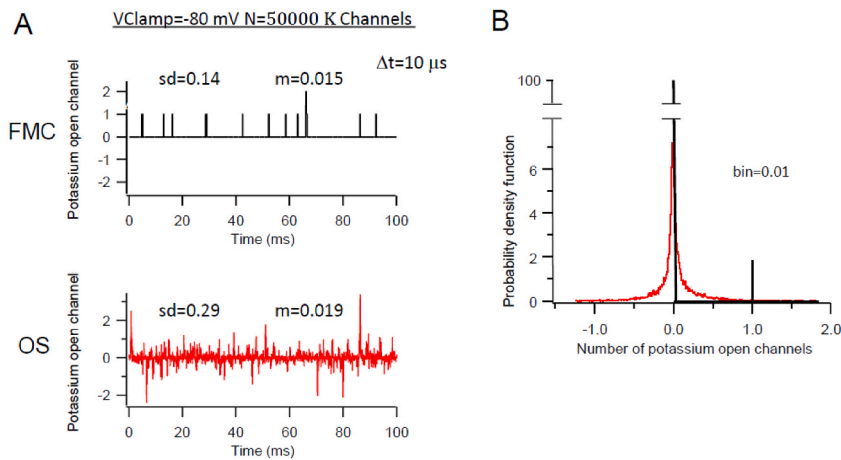 VClamp=-80 mV N=50000 K Channels
A
B
sd=0.14 m=0.015 Δt=10 μs
FMC
Potassium open channel
2
1
0
-1
-2
0 20 40 60 80 100
Time (ms)
sd=0.29 m=0.019
OS
Potassium open channel
2
0
-2
0 20 40 60 80 100
Time (ms)
100
6
4
2
0
Probability density function
bin=0.01
-1.0 0.0 1.0 2.0
Number of potassium open channels